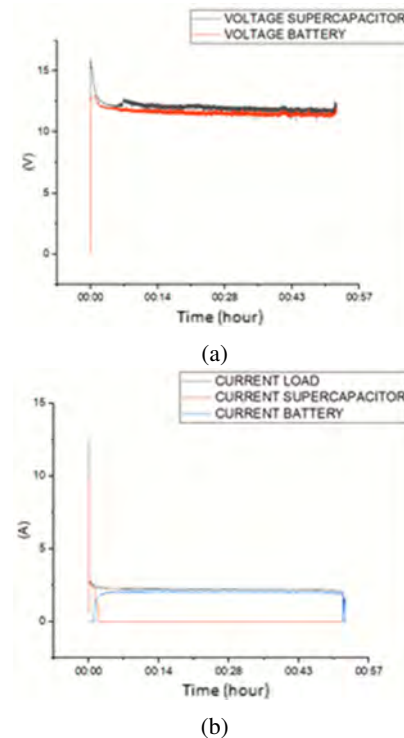 VOLTAGE SUPERCAPACITOR
VOLTAGE BATTERY
15
10
5
0
(V)
00:00 00:14 00:28 00:43 00:57
Time (hour)
(a)
CURRENT LOAD
CURRENT SUPERCAPACITOR
CURRENT BATTERY
15
10
5
0
(A)
00:00 00:14 00:28 00:43 00:57
Time (hour)
(b)